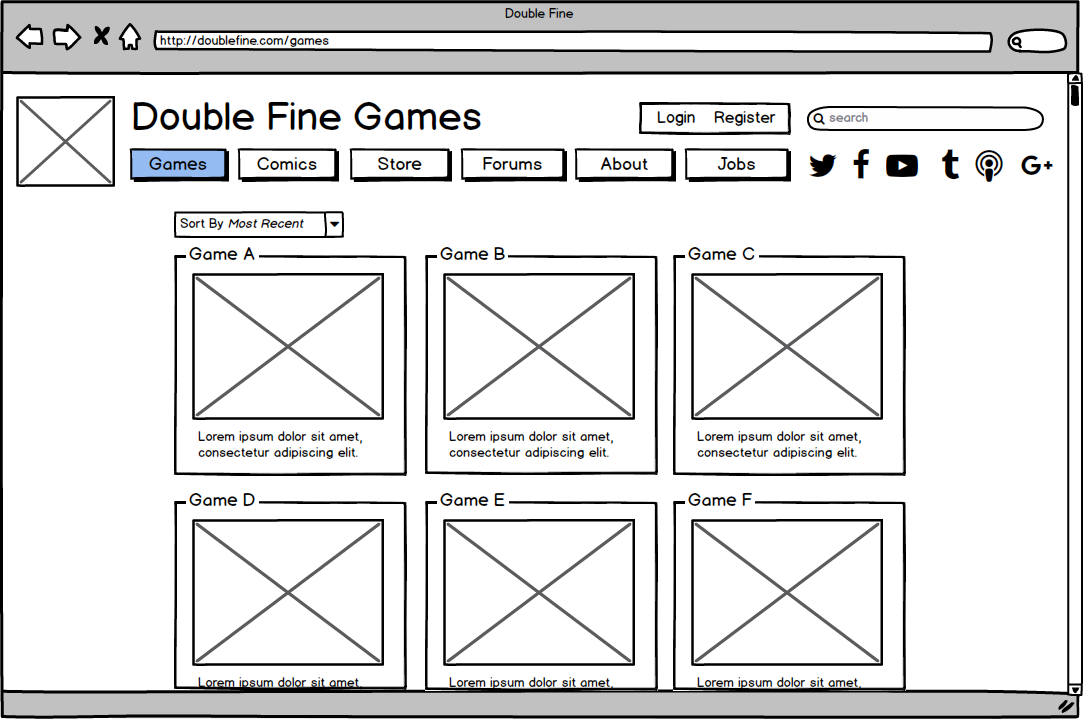 Double Fine
http://doublefine.com/games
Double Fine Games
Login Register
search
Games Comics Store Forums About Jobs
Sort By Most Recent
Game A Game B Game C
Lorem ipsum dolor sit amet, Lorem ipsum dolor sit amet, Lorem ipsum dolor sit amet,
consectetur adipiscing elit. consectetur adipiscing elit. consectetur adipiscing elit.
Game D Game E Game F
Lorem ipsum dolor sit amet, Lorem ipsum dolor sit amet, Lorem ipsum dolor sit amet,